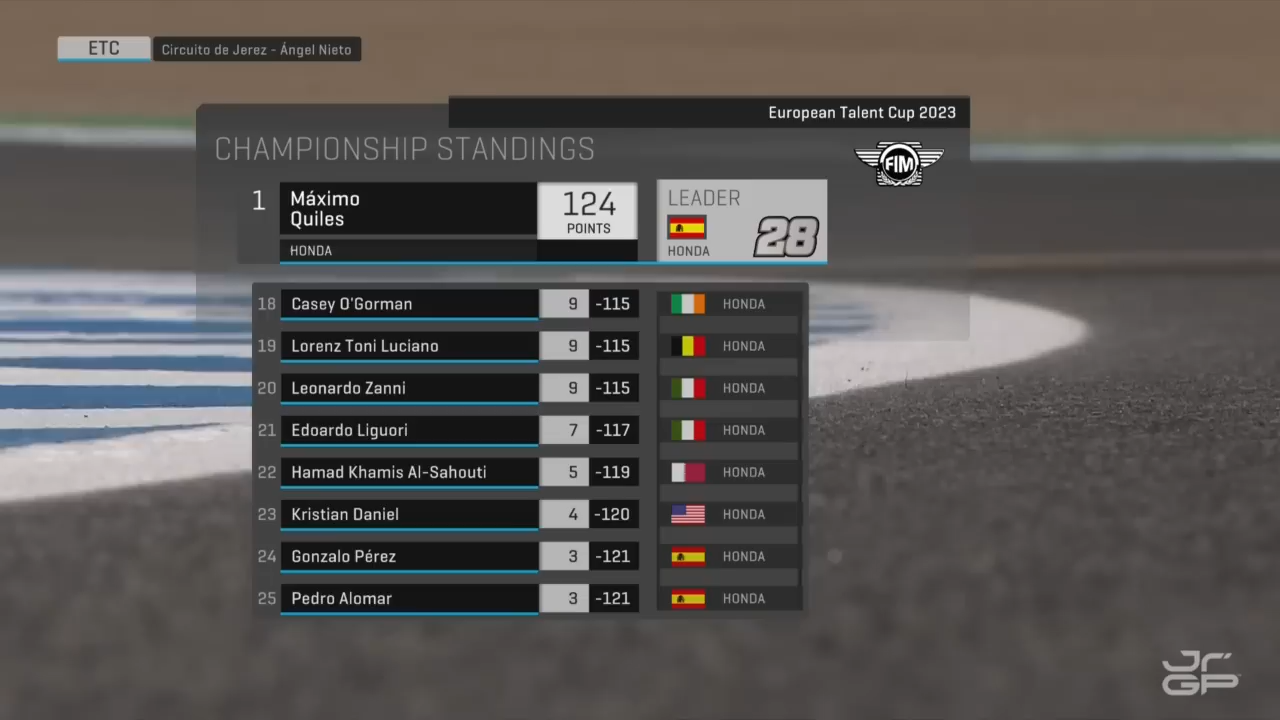 ETC
Circuito de Jerez - Ángel Nieto
European Talent Cup 2023
CHAMPIONSHIP STANDINGS
FIM
1
Máximo
Quiles
124
POINTS
HONDA
LEADER
HONDA
28
18 Casey O'Gorman 9 -115 HONDA
19 Lorenz Toni Luciano 9 -115 HONDA
20 Leonardo Zanni 9 -115 HONDA
21 Edoardo Liguori 7 -117 HONDA
22 Hamad Khamis Al-Sahouti 5 -119 HONDA
23 Kristian Daniel 4 -120 HONDA
24 Gonzalo Pérez 3 -121 HONDA
25 Pedro Alomar 3 -121 HONDA
Jr
GP